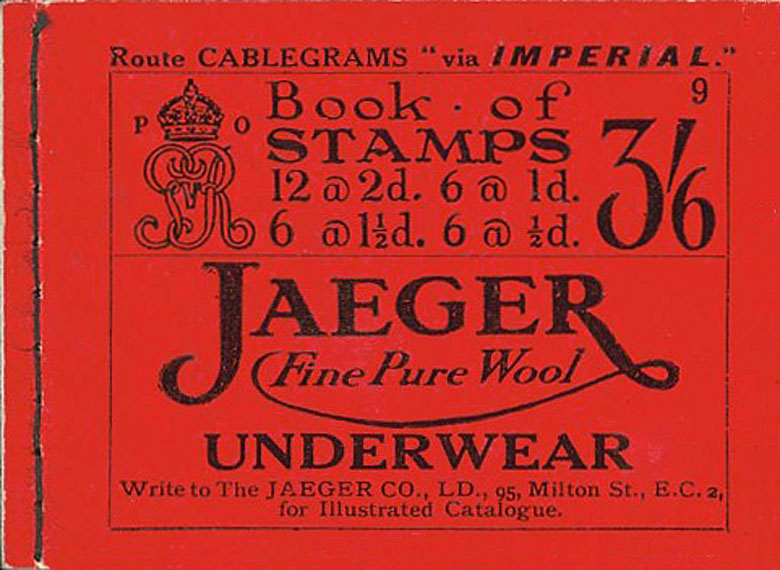 Route CABLEGRAMS "via IMPERIAL."
9
P O
GVR
Book · of
STAMPS
3/6
12 @ 2d. 6 @ 1d.
6 @ 1½d. 6 @ ½d.
JAEGER
Fine Pure Wool
UNDERWEAR
Write to The JAEGER CO., LD., 95, Milton St., E.C. 2,
for Illustrated Catalogue.